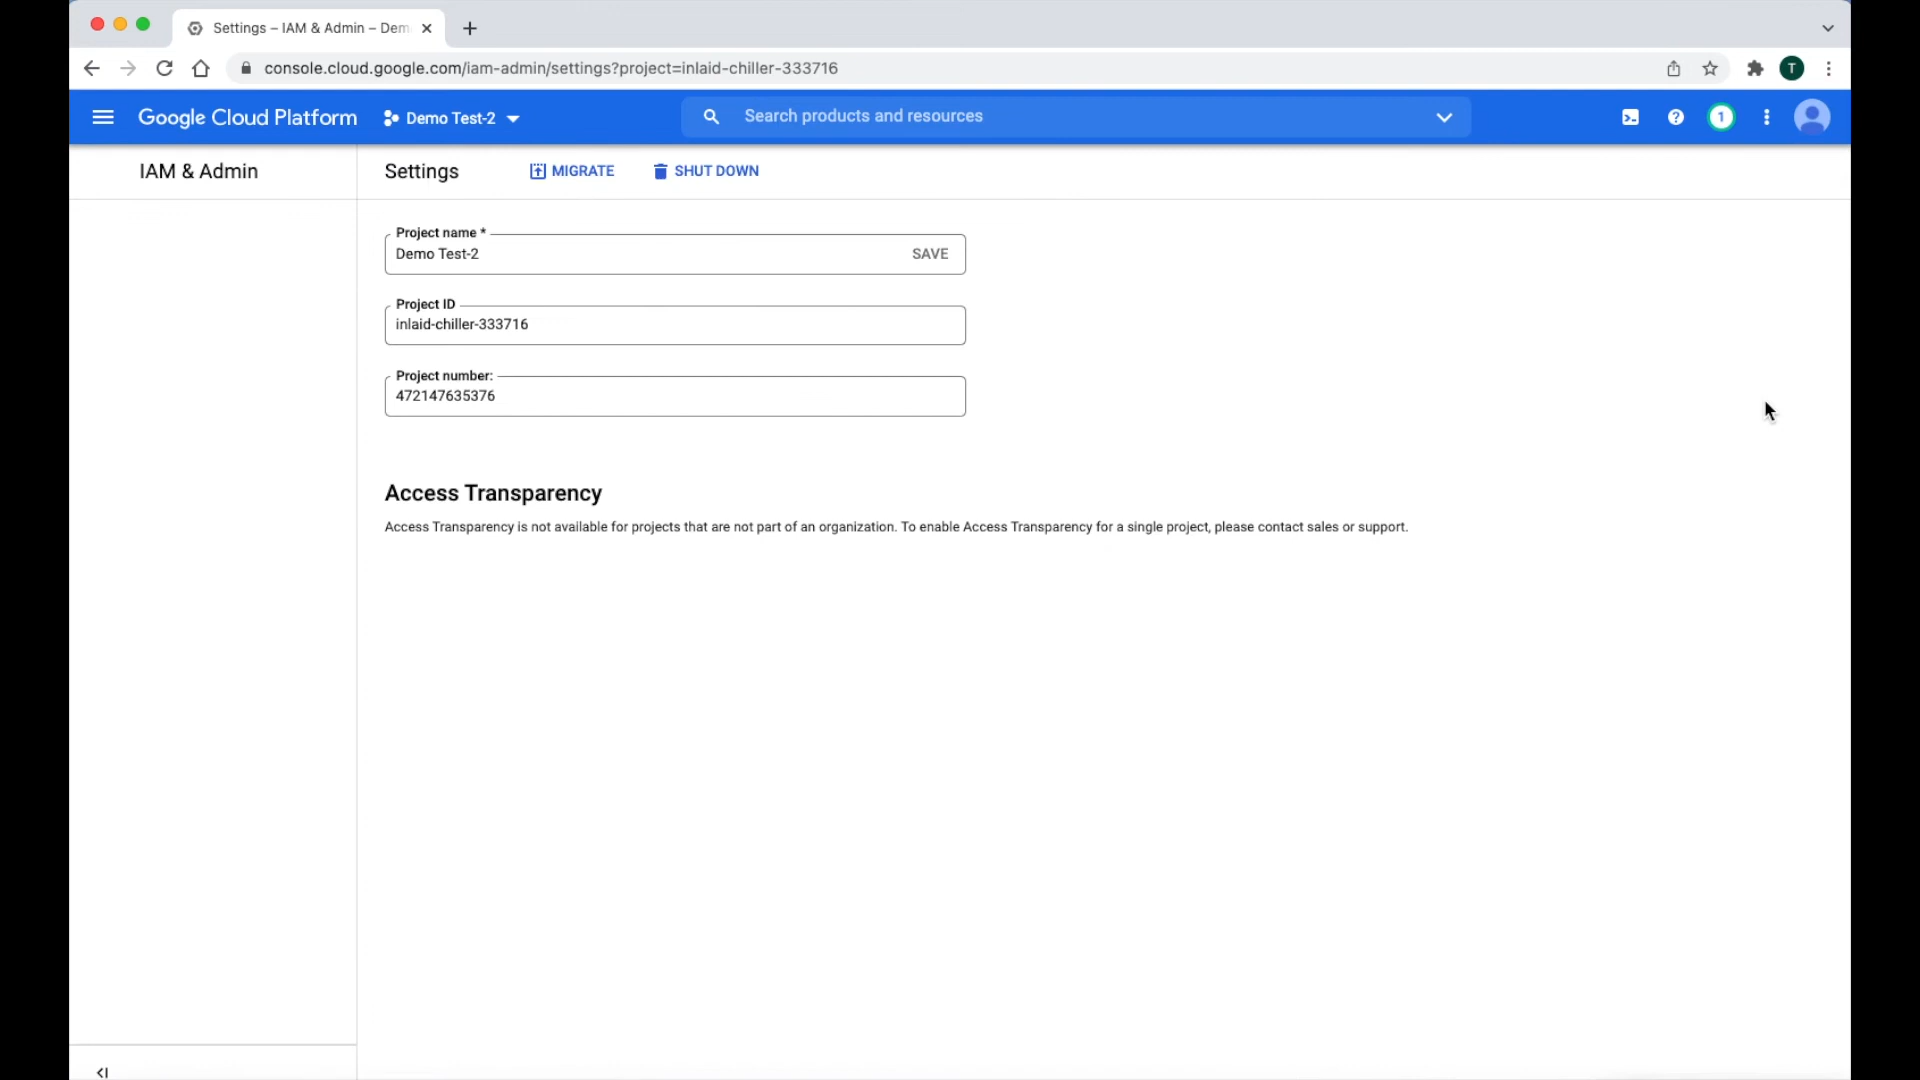 Settings – IAM & Admin – Dem
console.cloud.google.com/iam-admin/settings?project=inlaid-chiller-333716
T
Google Cloud Platform
Demo Test-2
Search products and resources
1
IAM & Admin
Settings
MIGRATE
SHUT DOWN
Project name *
Demo Test-2
SAVE
Project ID
inlaid-chiller-333716
Project number:
472147635376
Access Transparency
Access Transparency is not available for projects that are not part of an organization. To enable Access Transparency for a single project, please contact sales or support.